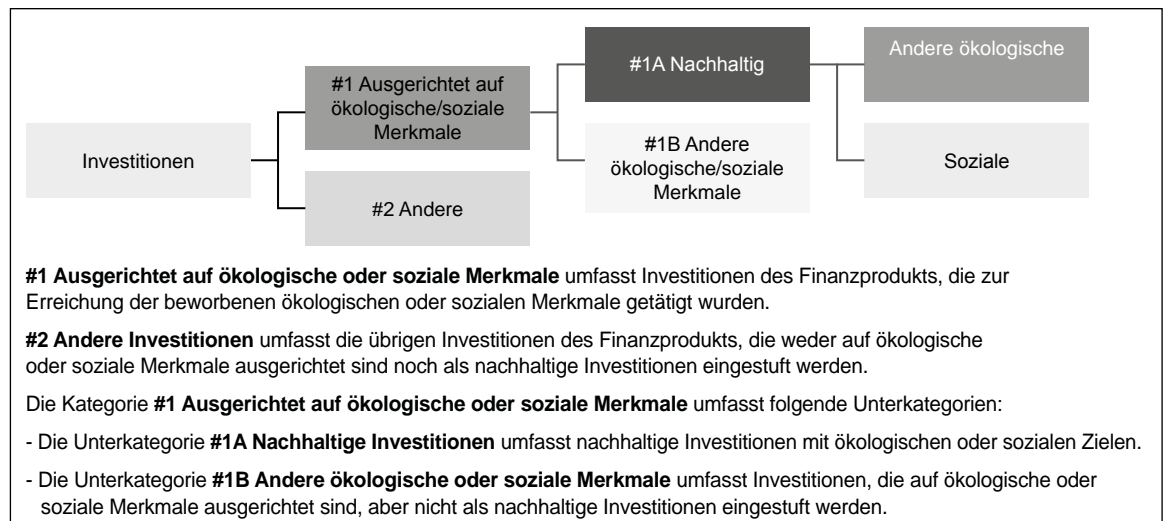 Investitionen
#1 Ausgerichtet auf
ökologische/soziale
Merkmale
#2 Andere
#1A Nachhaltig
#1B Andere
ökologische/soziale
Merkmale
Andere ökologische
Soziale
#1 Ausgerichtet auf ökologische oder soziale Merkmale umfasst Investitionen des Finanzprodukts, die zur
Erreichung der beworbenen ökologischen oder sozialen Merkmale getätigt wurden.
#2 Andere Investitionen umfasst die übrigen Investitionen des Finanzprodukts, die weder auf ökologische
oder soziale Merkmale ausgerichtet sind noch als nachhaltige Investitionen eingestuft werden.
Die Kategorie #1 Ausgerichtet auf ökologische oder soziale Merkmale umfasst folgende Unterkategorien:
- Die Unterkategorie #1A Nachhaltige Investitionen umfasst nachhaltige Investitionen mit ökologischen oder sozialen Zielen.
- Die Unterkategorie #1B Andere ökologische oder soziale Merkmale umfasst Investitionen, die auf ökologische oder
soziale Merkmale ausgerichtet sind, aber nicht als nachhaltige Investitionen eingestuft werden.